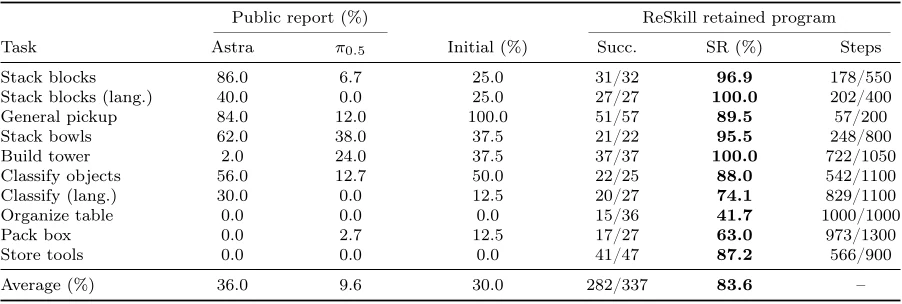 Public report (%) ReSkill retained program
Task Astra π0.5 Initial (%) Succ. SR (%) Steps
Stack blocks 86.0 6.7 25.0 31/32 96.9 178/550
Stack blocks (lang.) 40.0 0.0 25.0 27/27 100.0 202/400
General pickup 84.0 12.0 100.0 51/57 89.5 57/200
Stack bowls 62.0 38.0 37.5 21/22 95.5 248/800
Build tower 2.0 24.0 37.5 37/37 100.0 722/1050
Classify objects 56.0 12.7 50.0 22/25 88.0 542/1100
Classify (lang.) 30.0 0.0 12.5 20/27 74.1 829/1100
Organize table 0.0 0.0 0.0 15/36 41.7 1000/1000
Pack box 0.0 2.7 12.5 17/27 63.0 973/1300
Store tools 0.0 0.0 0.0 41/47 87.2 566/900
Average (%) 36.0 9.6 30.0 282/337 83.6 –